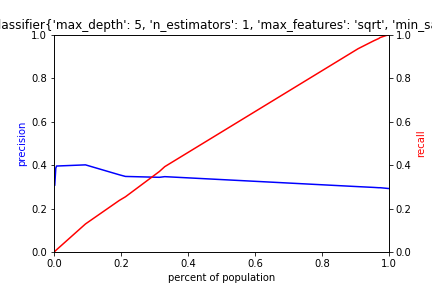 lassifier{'max_depth': 5, 'n_estimators': 1, 'max_features': 'sqrt', 'min_sa
1.0
0.8
0.6
0.4
0.2
0.0
precision
1.0
0.8
0.6
0.4
0.2
0.0
recall
0.0 0.2 0.4 0.6 0.8 1.0
percent of population